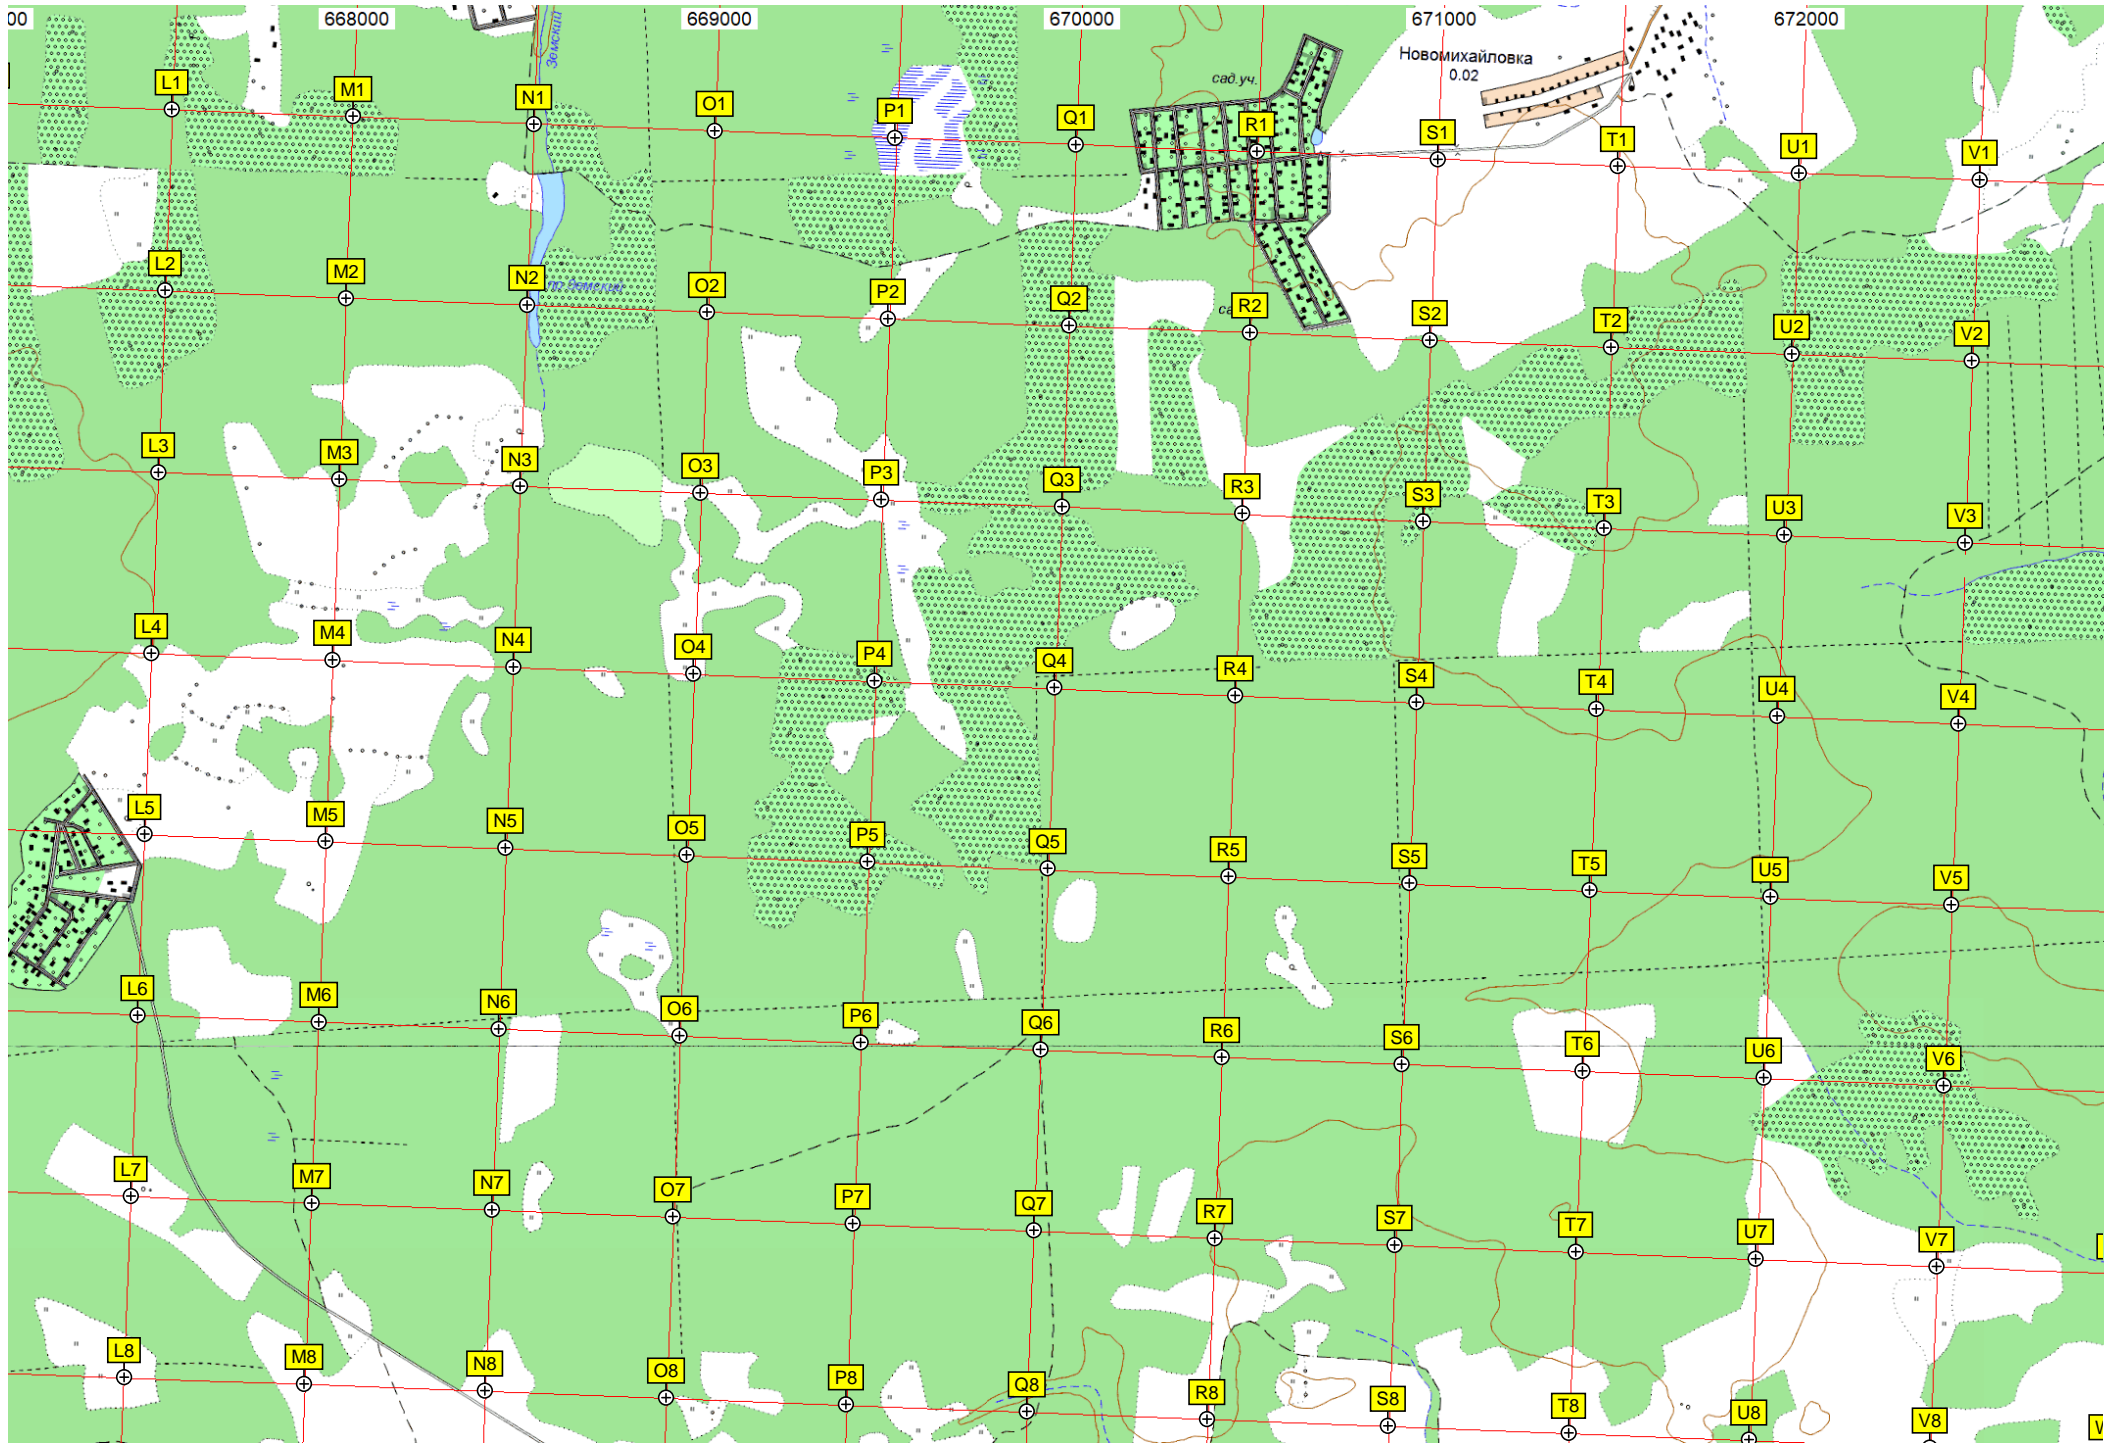 00 668000 669000 670000 671000 672000
Земский
Новомихайловка
0.02
сад.уч.
L1 M1 N1 O1 P1 Q1 R1 S1 T1 U1 V1
L2 M2 N2 O2 P2 Q2 R2 S2 T2 U2 V2
пр. Земский
са
L3 M3 N3 O3 P3 Q3 R3 S3 T3 U3 V3
L4 M4 N4 O4 P4 Q4 R4 S4 T4 U4 V4
L5 M5 N5 O5 P5 Q5 R5 S5 T5 U5 V5
L6 M6 N6 O6 P6 Q6 R6 S6 T6 U6 V6
L7 M7 N7 O7 P7 Q7 R7 S7 T7 U7 V7
L8 M8 N8 O8 P8 Q8 R8 S8 T8 U8 V8